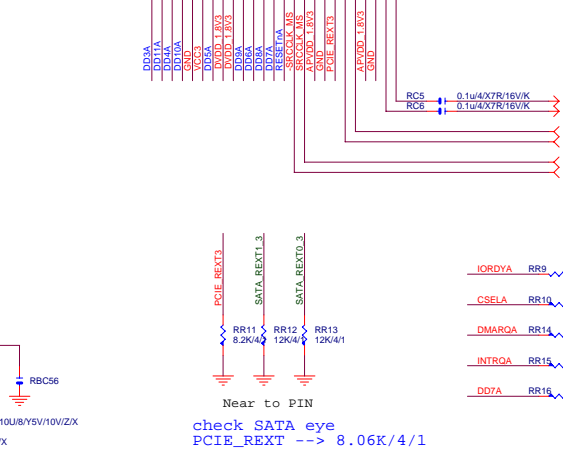 DD3A
DD11A
DD4A
DD10A
GND
VCC3
DD5A
DVDD_1.8V3
DVDD_1.8V3
DD9A
DD6A
DD8A
DD7A
RESETnA
-SRCCLK_MS
SRCCLK_MS
APVDD_1.8V3
GND
PCIE_REXT3
APVDD_1.8V3
GND
RC5 0.1u/4/X7R/16V/K
RC6 0.1u/4/X7R/16V/K
PCIE_REXT3
SATA_REXT1_3
SATA_REXT0_3
RR11
8.2K/4/
RR12
12K/4/1
RR13
12K/4/1
Near to PIN
check SATA eye
PCIE_REXT --> 8.06K/4/1
IORDYA RR9
CSELA RR10
DMARQA RR14
INTRQA RR15
DD7A RR16
RBC56
10U/8/Y5V/10V/Z/X
/X